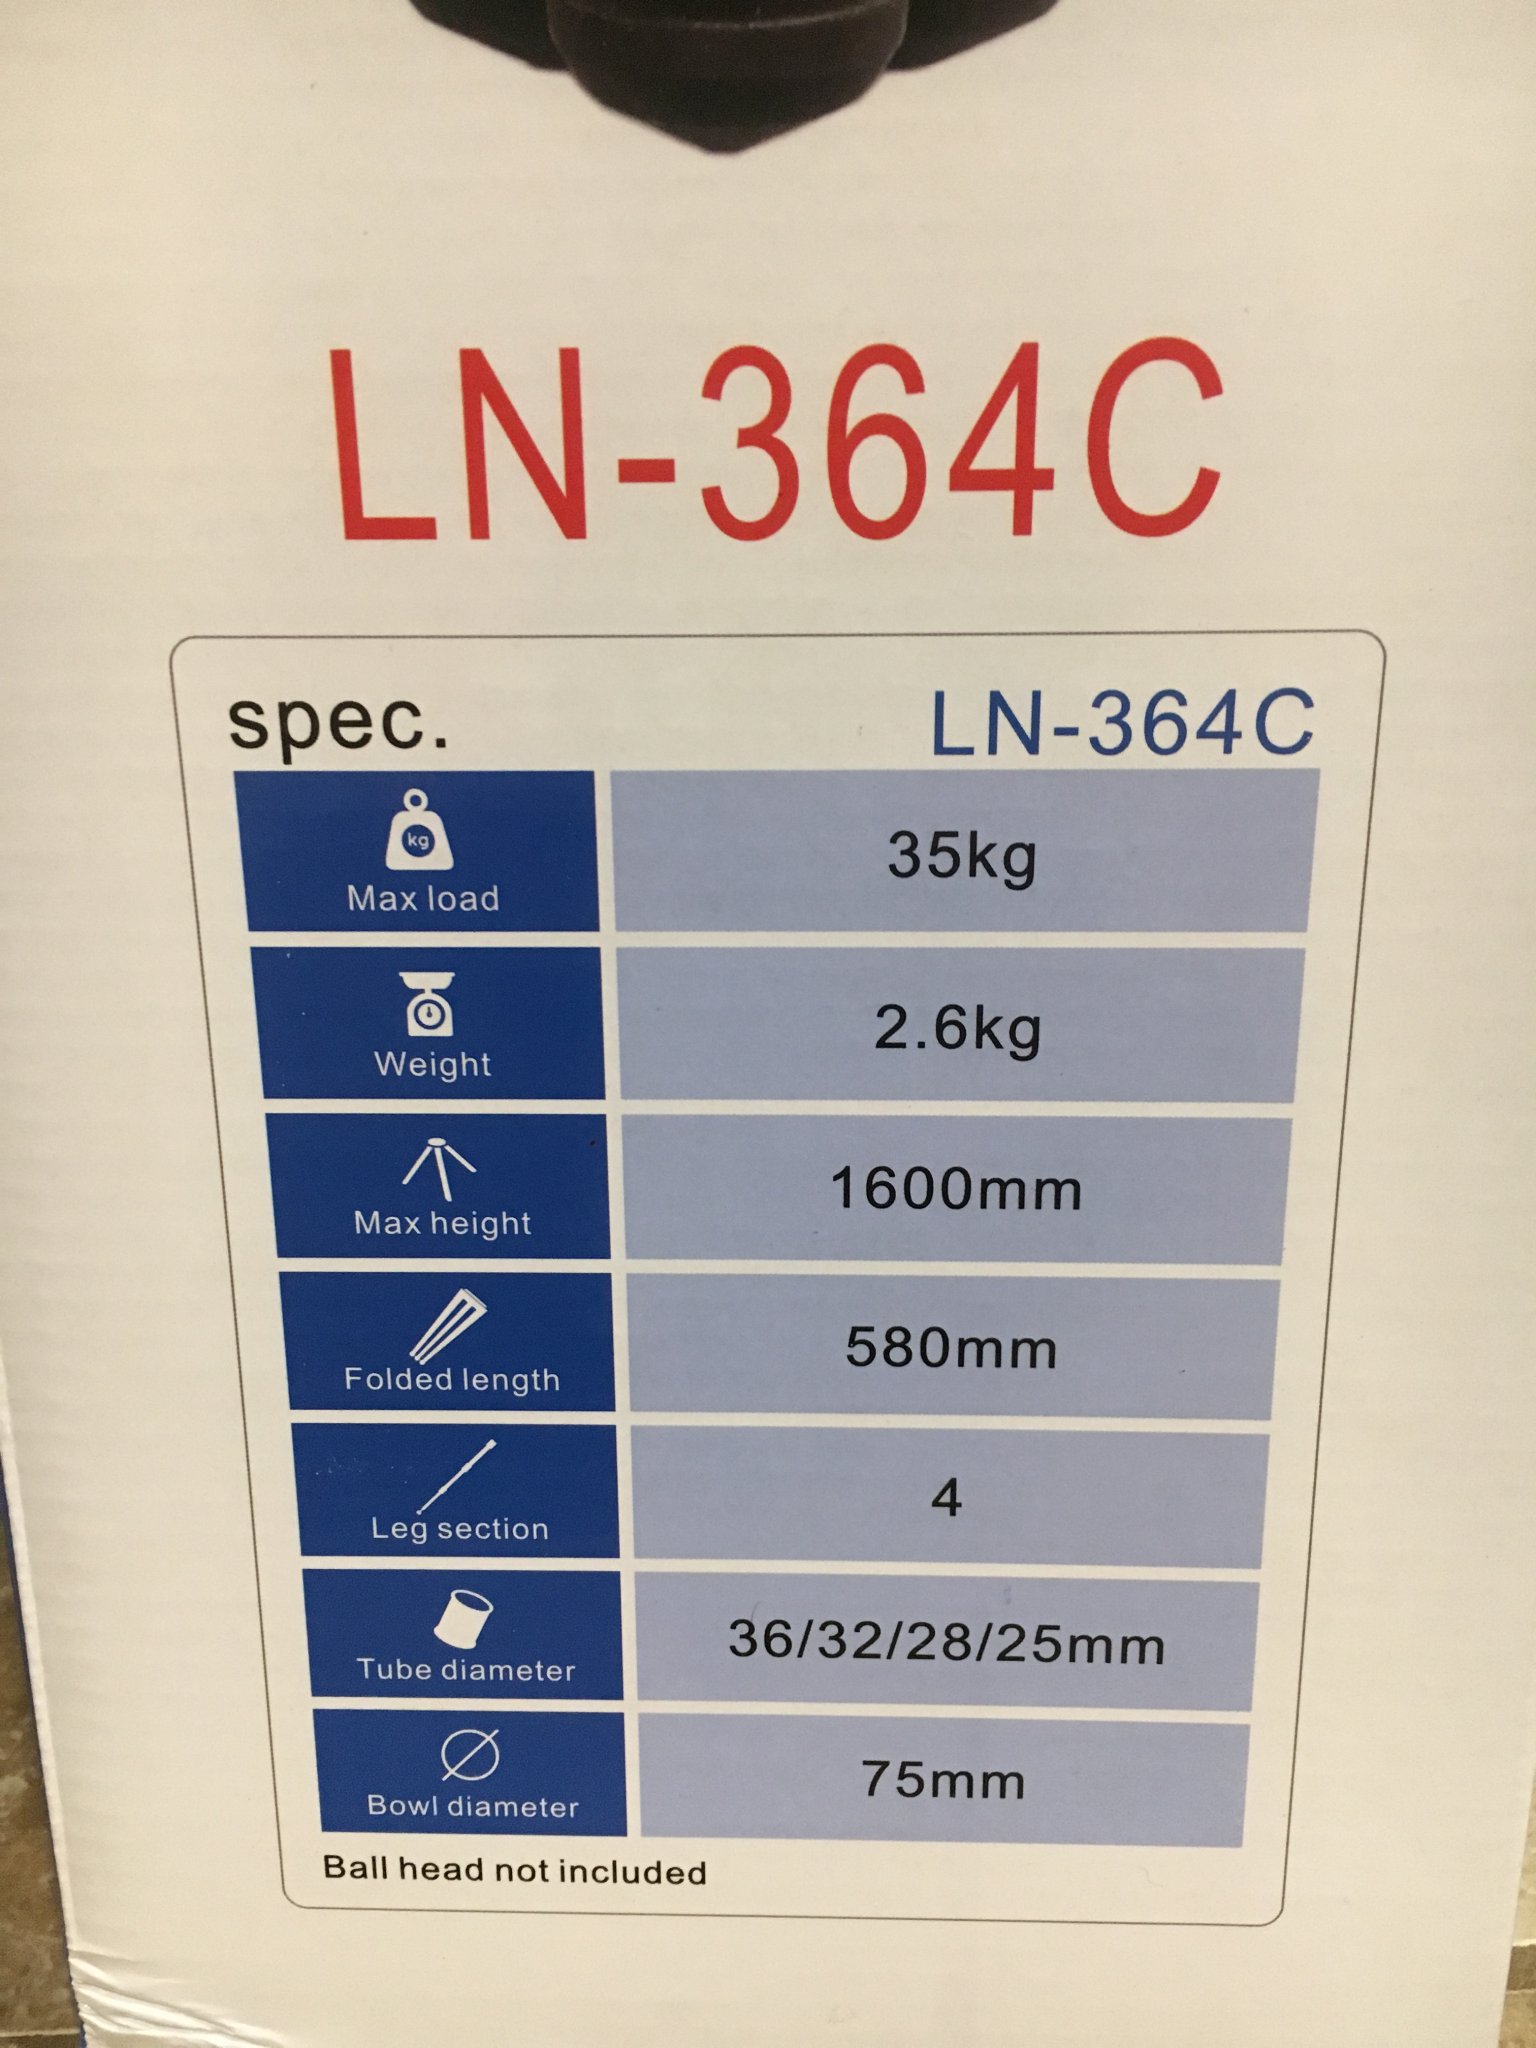 LN-364C
spec. LN-364C
kg
Max load 35kg
Weight 2.6kg
Max height 1600mm
Folded length 580mm
Leg section 4
Tube diameter 36/32/28/25mm
Bowl diameter 75mm
Ball head not included